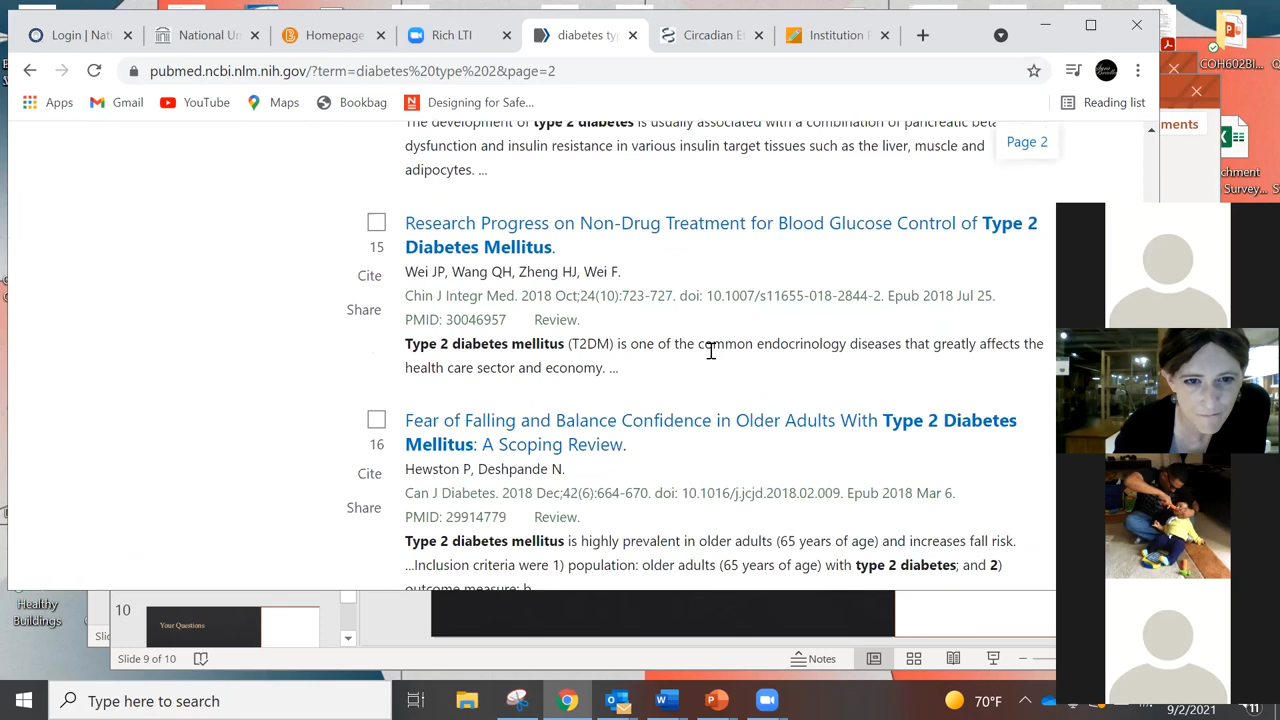 Login | Nati
National Un
Homepage
Rich LTI
diabetes ty
Circadian Et
Institution P
pubmed.ncbi.nlm.nih.gov/?term=diabetes%20type%202&page=2
Apps
Gmail
YouTube
Maps
Bookbag
Designing for Safe...
Reading list
COH602BI...
ments
chment
Survey...
The development of type 2 diabetes is usually associated with a combination of pancreatic beta
dysfunction and insulin resistance in various insulin target tissues such as the liver, muscle and
adipocytes. ...
Page 2
15
Cite
Share
Research Progress on Non-Drug Treatment for Blood Glucose Control of Type 2
Diabetes Mellitus.
Wei JP, Wang QH, Zheng HJ, Wei F.
Chin J Integr Med. 2018 Oct;24(10):723-727. doi: 10.1007/s11655-018-2844-2. Epub 2018 Jul 25.
PMID: 30046957 Review.
Type 2 diabetes mellitus (T2DM) is one of the common endocrinology diseases that greatly affects the
health care sector and economy. ...
16
Cite
Share
Fear of Falling and Balance Confidence in Older Adults With Type 2 Diabetes
Mellitus: A Scoping Review.
Hewston P, Deshpande N.
Can J Diabetes. 2018 Dec;42(6):664-670. doi: 10.1016/j.jcjd.2018.02.009. Epub 2018 Mar 6.
PMID: 29914779 Review.
Type 2 diabetes mellitus is highly prevalent in older adults (65 years of age) and increases fall risk.
...Inclusion criteria were 1) population: older adults (65 years of age) with type 2 diabetes; and 2)
outcome measure: b
Healthy
Buildings
10
Your Questions
Slide 9 of 10
Notes
Type here to search
70°F
9/2/2021